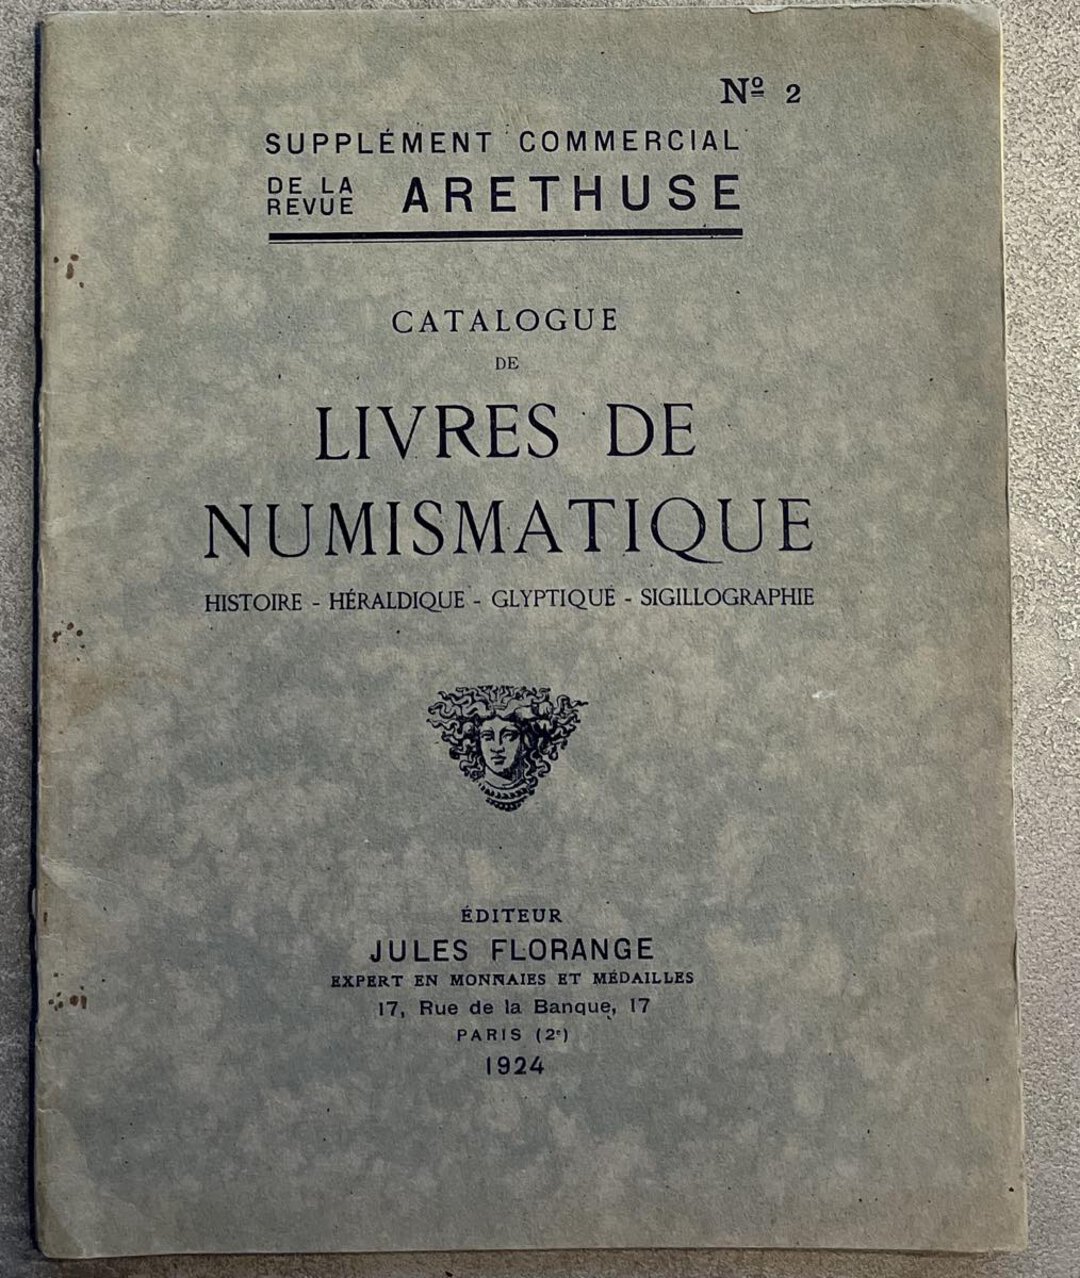 Nº 2
SUPPLÉMENT COMMERCIAL
DE LA
REVUE ARETHUSE
CATALOGUE
DE
LIVRES DE
NUMISMATIQUE
HISTOIRE - HÉRALDIQUE - GLYPTIQUE - SIGILLOGRAPHIE
ÉDITEUR
JULES FLORANGE
EXPERT EN MONNAIES ET MÉDAILLES
17, Rue de la Banque, 17
PARIS (2ᵉ)
1924